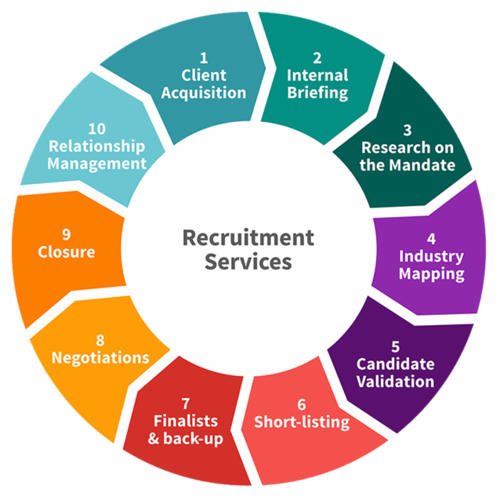 1
Client
Acquisition
2
Internal
Briefing
3
Research on
the Mandate
4
Industry
Mapping
5
Candidate
Validation
6
Short-listing
7
Finalists
& back-up
8
Negotiations
9
Closure
10
Relationship
Management
Recruitment
Services